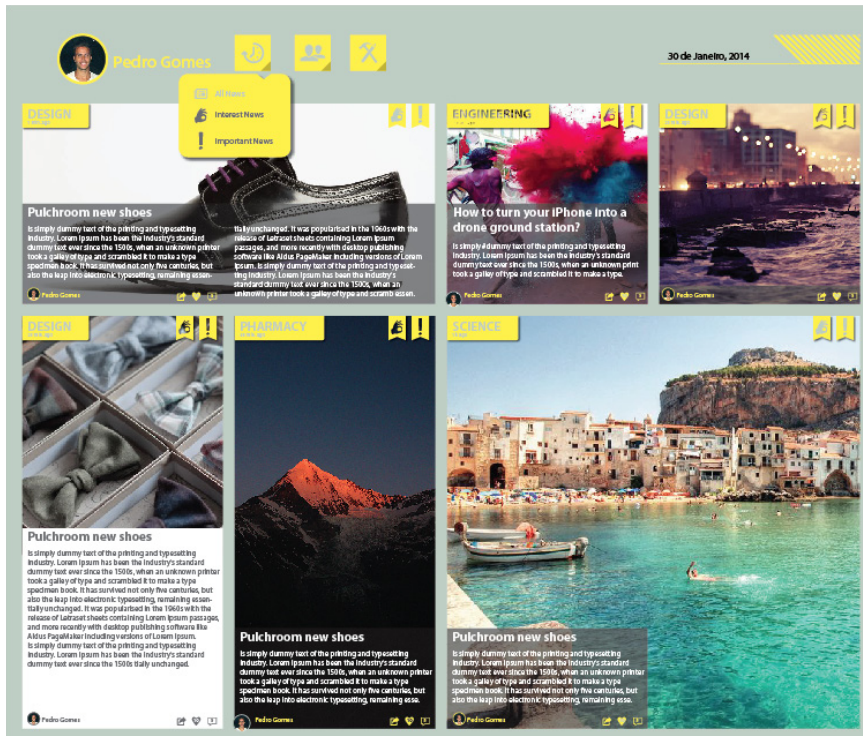 Pedro Gomes
30 de Janeiro, 2014
All News
Interest News
Important News
DESIGN
Pulchroom new shoes
Is simply dummy text of the printing and typesetting
Industry. Lorem Ipsum has been the Industry's standard
dummy text ever since the 1500s, when an unknown printer
took a galley of type and scrambled it to make a type
specimen book. It has survived not only five centuries, but
also the leap into electronic typesetting, remaining essen-
tially unchanged. It was popularised in the 1960s with the
release of Letraset sheets containing Lorem Ipsum
passages, and more recently with desktop publishing
software like Aldus PageMaker including versions of Lorem
Ipsum. Is simply dummy text of the printing and typeset-
ting industry. Lorem Ipsum has been the industry's
standard dummy text ever since the 1500s, when an
unknown printer took a galley of type and scramb essen.
Pedro Gomes
ENGINEERING
How to turn your iPhone into a
drone ground station?
Is simply #dummy text of the printing and typesetting
industry. Lorem Ipsum has been the industry's standard
dummy text ever since the 1500s, when an unknown print
took a galley of type and scrambled it to make a type.
Pedro Gomes
DESIGN
Pedro Gomes
DESIGN
Pulchroom new shoes
Is simply dummy text of the printing and typesetting
Industry. Lorem Ipsum has been the industry's standard
dummy text ever since the 1500s, when an unknown printer
took a galley of type and scrambled it to make a type
specimen book. It has survived not only five centuries, but
also the leap into electronic typesetting, remaining essen-
tially unchanged. It was popularised in the 1960s with the
release of Letraset sheets containing Lorem Ipsum passages,
and more recently with desktop publishing software like
Aldus PageMaker including versions of Lorem Ipsum.
Is simply dummy text of the printing and typesetting
industry. Lorem Ipsum has been the industry's standard
dummy text ever since the 1500s tially unchanged.
Pedro Gomes
PHARMACY
Pulchroom new shoes
Is simply dummy text of the printing and typesetting
Industry. Lorem Ipsum has been the industry's standard
dummy text ever since the 1500s, when an unknown printer
took a galley of type and scrambled it to make a type
specimen book. It has survived not only five centuries, but
also the leap into electronic typesetting, remaining esse.
Pedro Gomes
SCIENCE
Pulchroom new shoes
Is simply dummy text of the printing and typesetting
Industry. Lorem Ipsum has been the industry's standard
dummy text ever since the 1500s, when an unknown printer
took a galley of type and scrambled it to make a type
specimen book. It has survived not only five centuries, but
also the leap into electronic typesetting, remaining esse.
Pedro Gomes